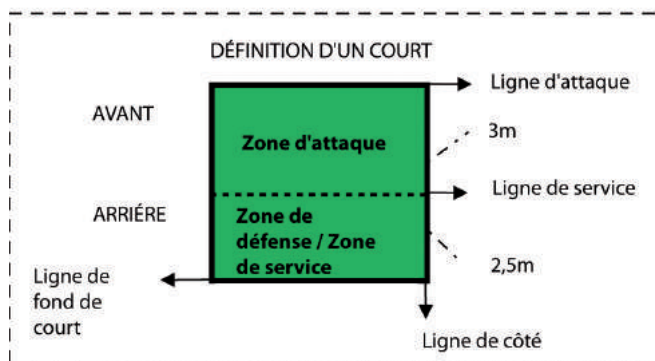 DÉFINITION D'UN COURT
Ligne d'attaque
AVANT
3m
Zone d'attaque
Ligne de service
ARRIÉRE
Zone de
défense / Zone
de service
2,5m
Ligne de
fond de
court
Ligne de côté